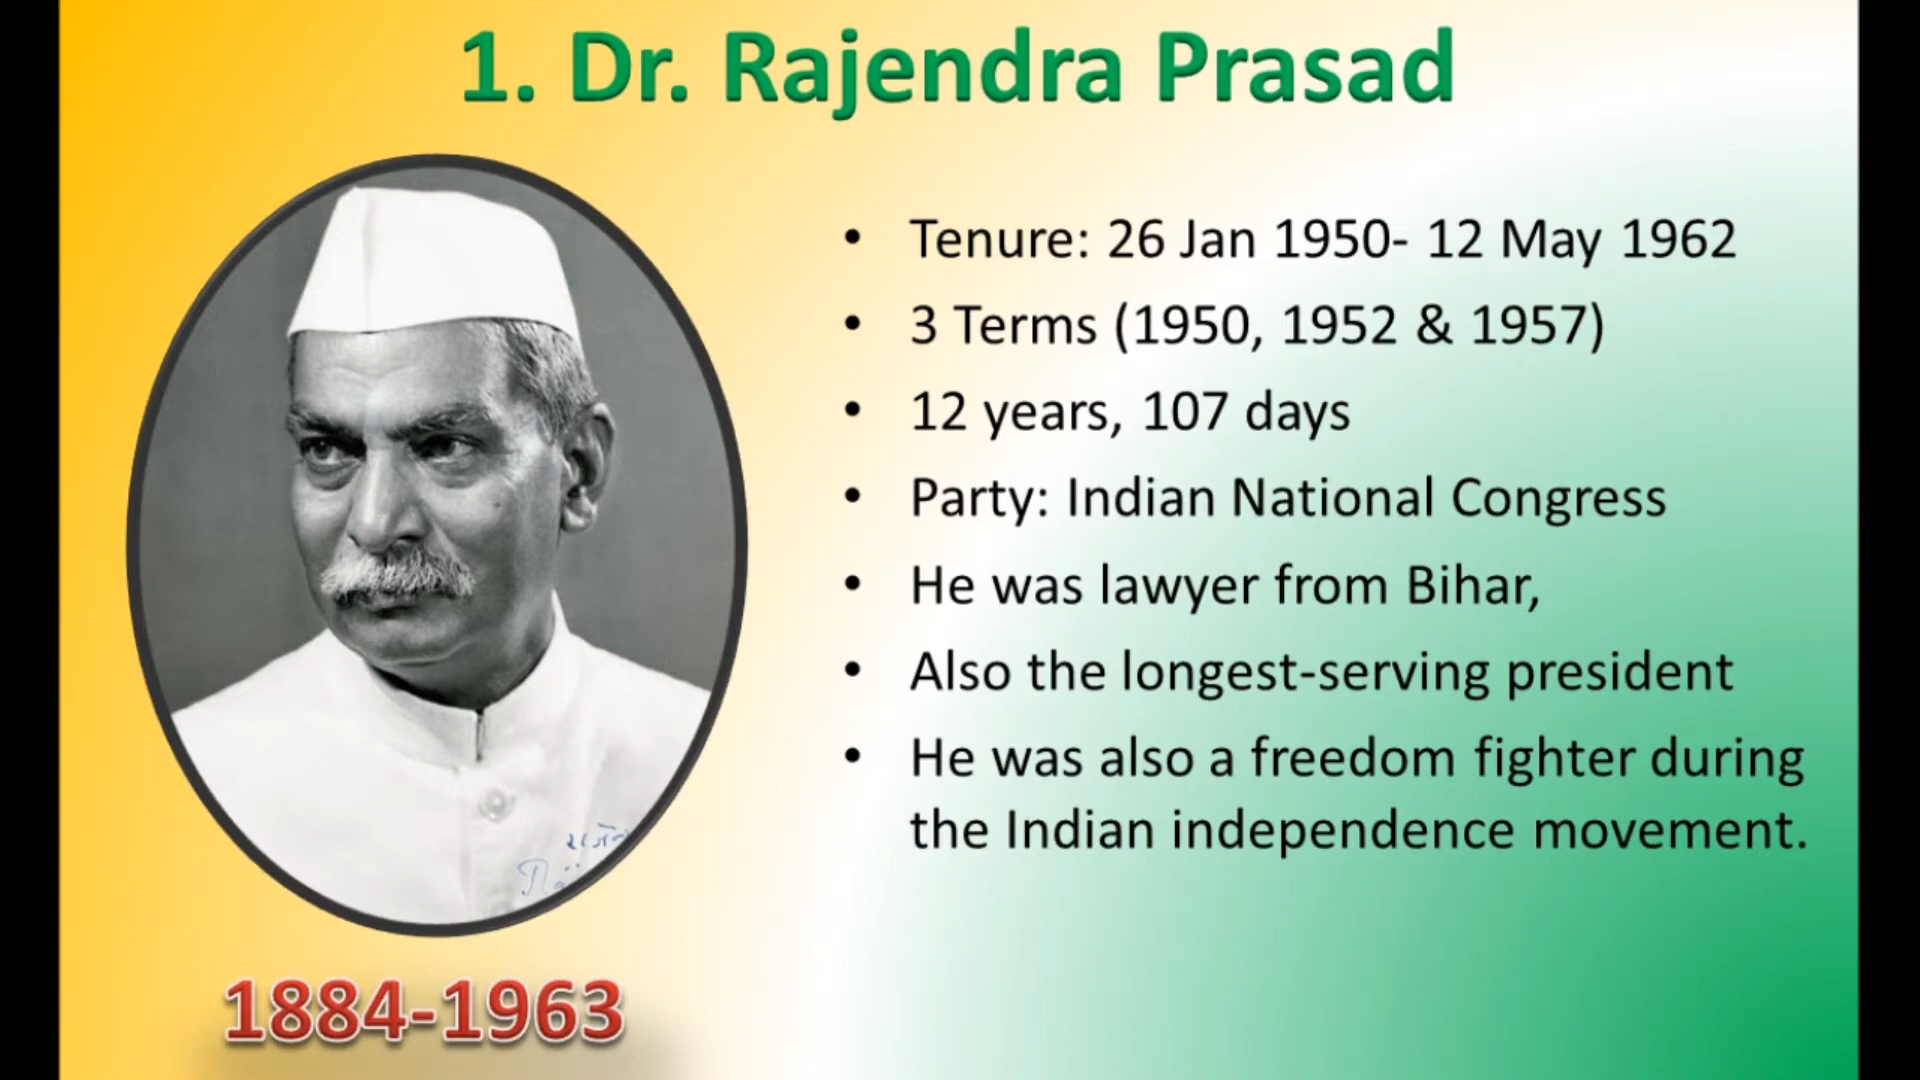 1. Dr. Rajendra Prasad
• Tenure: 26 Jan 1950- 12 May 1962
• 3 Terms (1950, 1952 & 1957)
• 12 years, 107 days
• Party: Indian National Congress
• He was lawyer from Bihar,
• Also the longest-serving president
• He was also a freedom fighter during
the Indian independence movement.
1884-1963